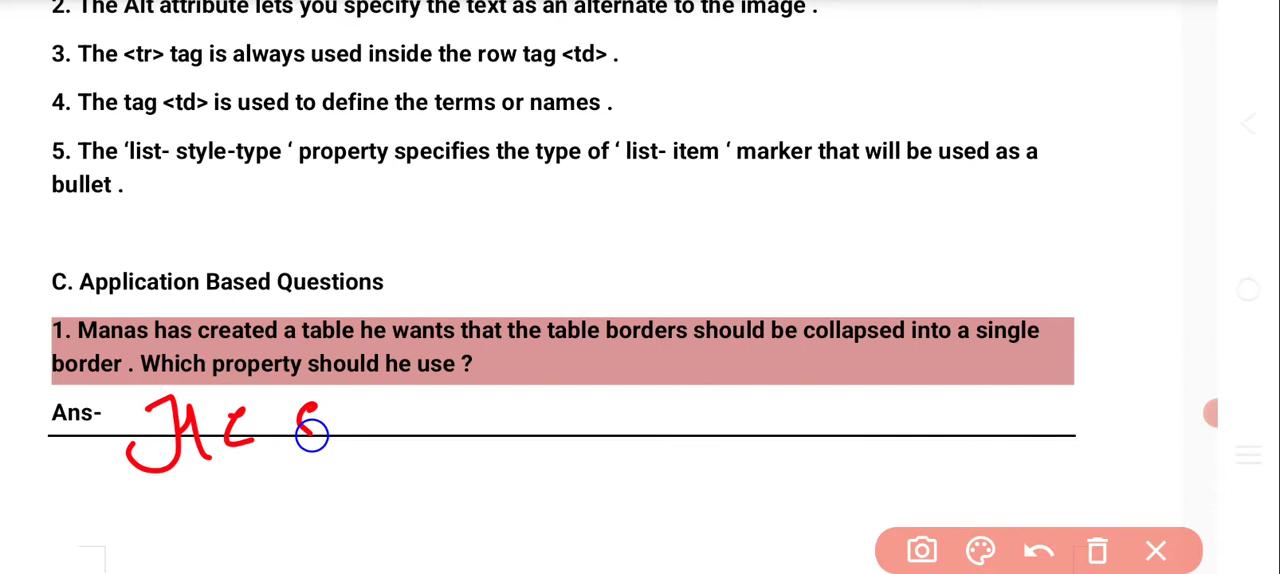 2. The Alt attribute lets you specify the text as an alternate to the image .
3. The <tr> tag is always used inside the row tag <td> .
4. The tag <td> is used to define the terms or names .
5. The ‘list- style-type ‘ property specifies the type of ‘ list- item ‘ marker that will be used as a
bullet .
C. Application Based Questions
1. Manas has created a table he wants that the table borders should be collapsed into a single
border . Which property should he use ?
Ans- He s